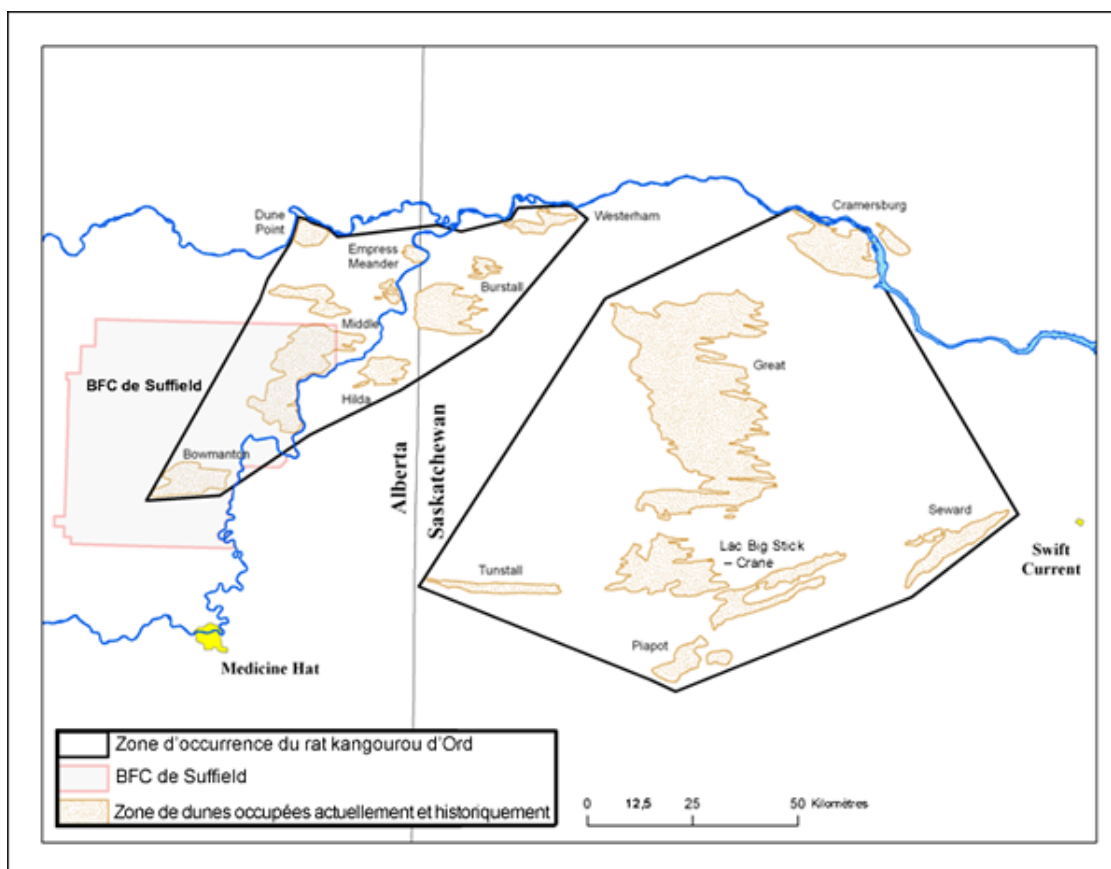 Dune
Point
Westerham
Cramersburg
Empress
Meander
Burstall
Middle
BFC de Suffield
Great
Hilda
Bowmanton
Alberta
Saskatchewan
Seward
Lac Big Stick
– Crane
Tunstall
Swift
Current
Piapot
Medicine Hat
Zone d'occurrence du rat kangourou d'Ord
BFC de Suffield
Zone de dunes occupées actuellement et historiquement
0 12,5 25 50 Kilomètres